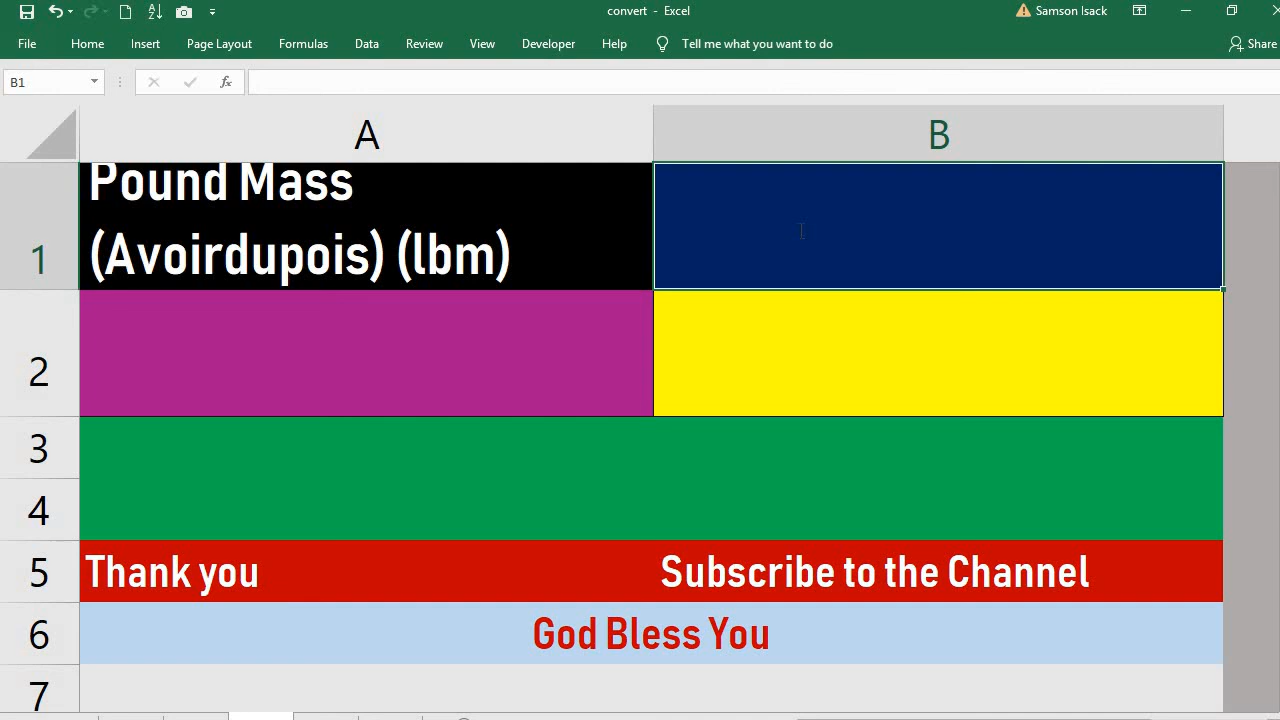 convert - Excel
Samson Isack
File Home Insert Page Layout Formulas Data Review View Developer Help Tell me what you want to do Share
B1 fx
A B
1 Pound Mass
(Avoirdupois) (lbm)
2
3
4
5 Thank you Subscribe to the Channel
6 God Bless You
7